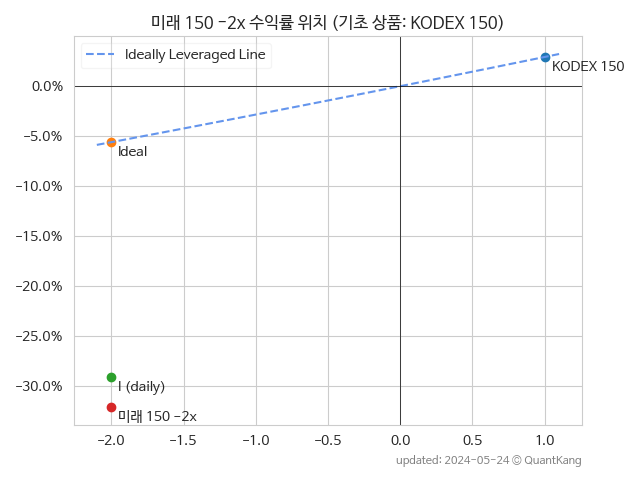 미래 150 -2x 수익률 위치 (기초 상품: KODEX 150)
Ideally Leveraged Line
KODEX 150
Ideal
I (daily)
미래 150 -2x
0.0%
-5.0%
-10.0%
-15.0%
-20.0%
-25.0%
-30.0%
-2.0 -1.5 -1.0 -0.5 0.0 0.5 1.0
updated: 2024-05-24 © QuantKang